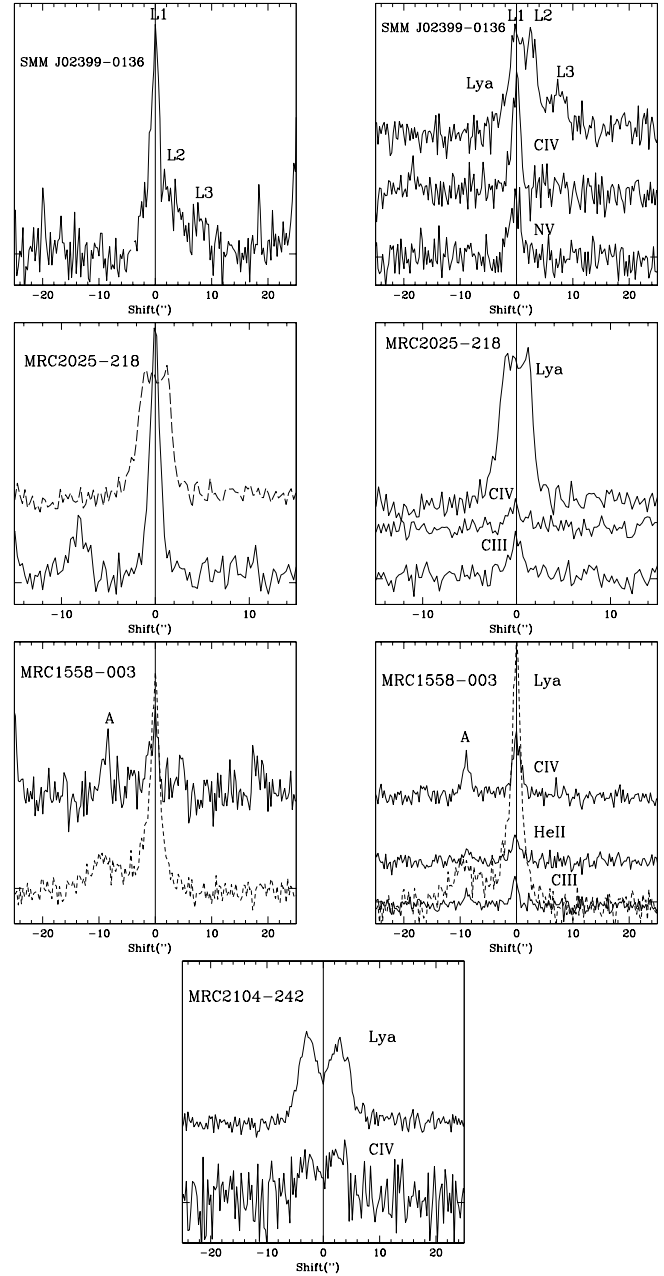 L1
SMM J02399-0136
L2
L3
-20 -10 0 10 20
Shift(")
L1 L2
SMM J02399-0136
L3
Lya
CIV
NV
-20 -10 0 10 20
Shift(")
MRC2025-218
-10 0 10
Shift(")
MRC2025-218
Lya
CIV
CIII
-10 0 10
Shift(")
MRC1558-003
A
-20 -10 0 10 20
Shift(")
MRC1558-003
Lya
A
CIV
HeII
CIII
-20 -10 0 10 20
Shift(")
MRC2104-242
Lya
CIV
-20 -10 0 10 20
Shift(")